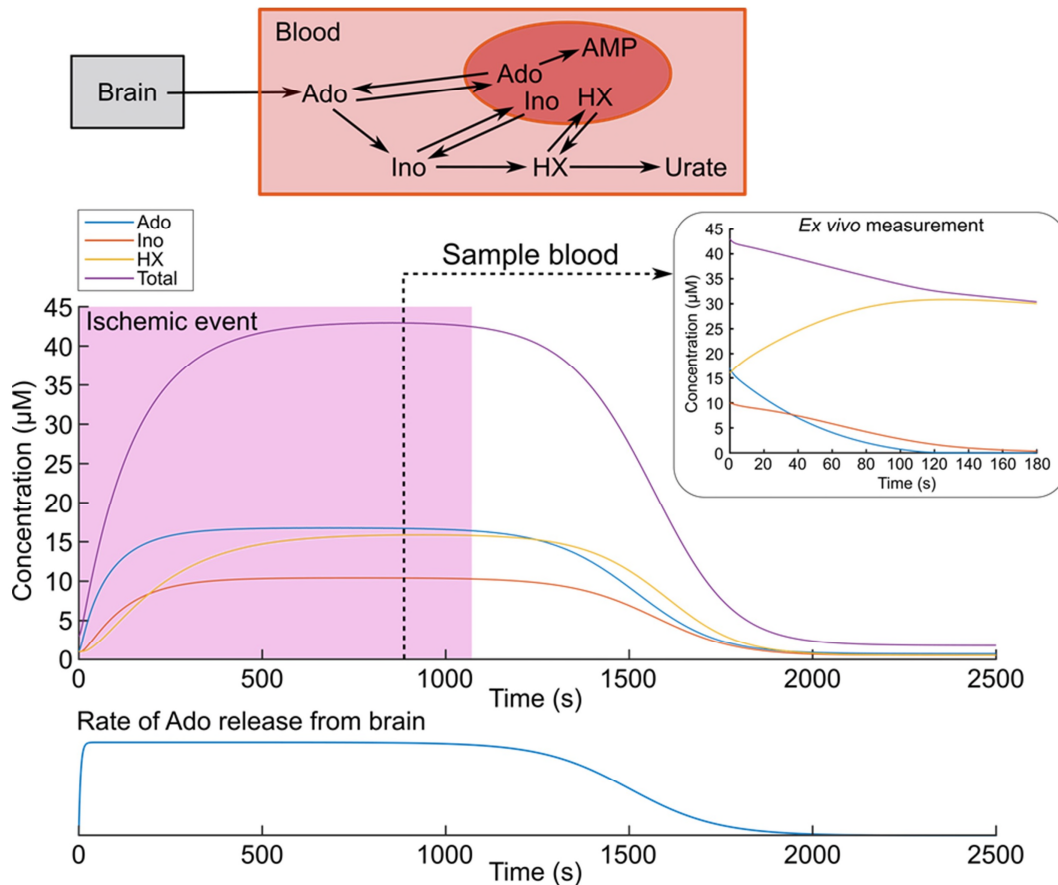 Blood
AMP
Ado
Brain
Ado
Ino
HX
Ino
HX
Urate
Ado
Ino
HX
Total
Sample blood
Ex vivo measurement
45
40
35
30
25
20
15
10
5
0
Concentration (µM)
0 20 40 60 80 100 120 140 160 180
Time (s)
Ischemic event
45
40
35
30
25
20
15
10
5
0
Concentration (µM)
0 500 1000 1500 2000 2500
Time (s)
Rate of Ado release from brain
0 500 1000 1500 2000 2500
Time (s)